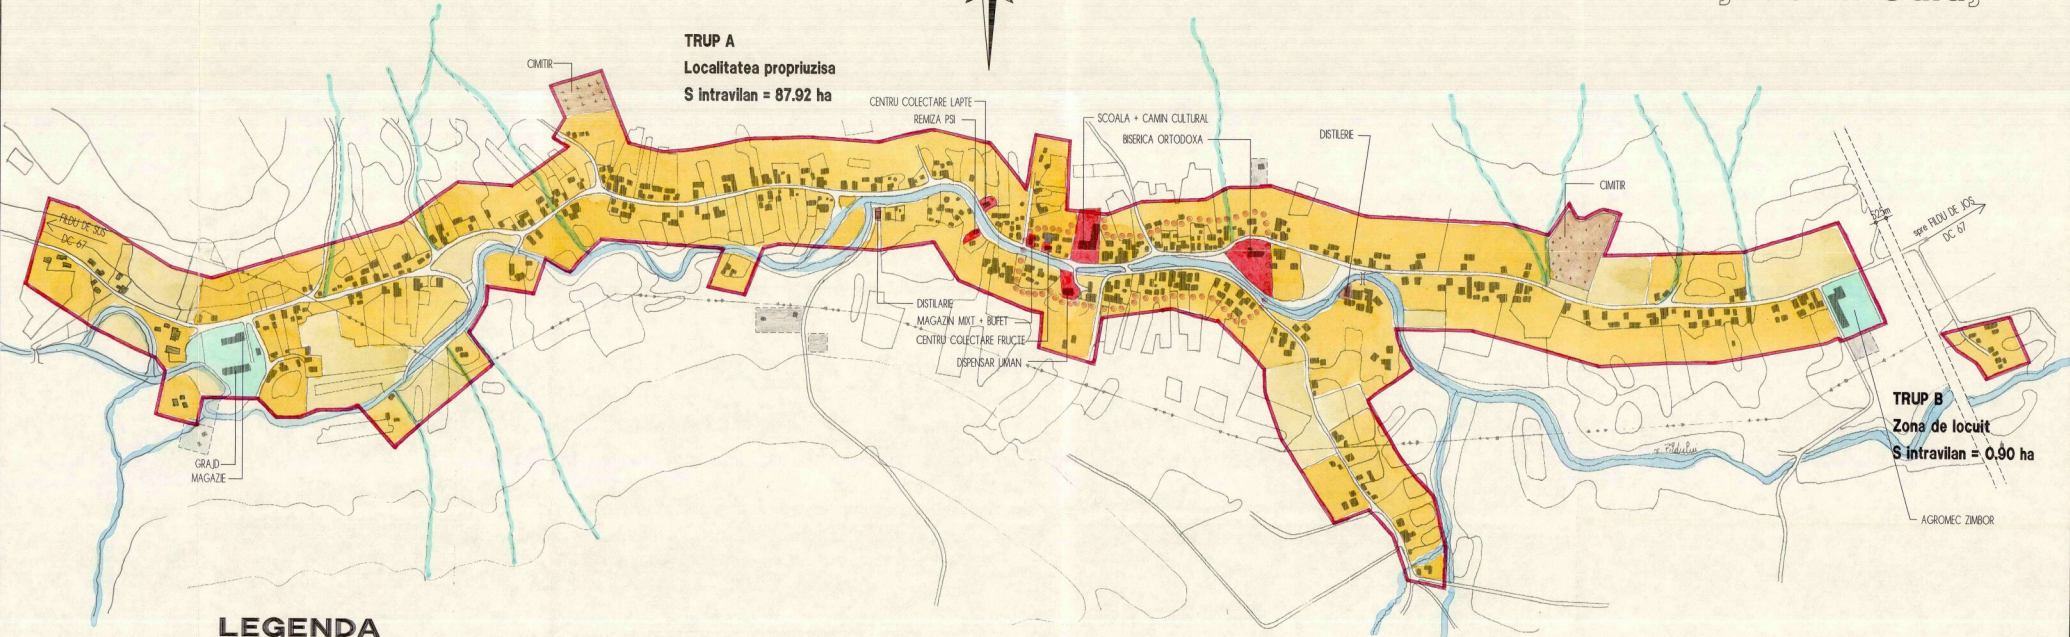 TRUP A
Localitatea propriuzisa
S intravilan = 87.92 ha
CIMITIR
CENTRU COLECTARE LAPTE
REMIZA PSI
SCOALA + CAMIN CULTURAL
BISERICA ORTODOXA
DISTILERIE
CIMITIR
FILDU DE SUS
DC 67
525m
spre FILDU DE JOS
DC 67
DISTILARIE
MAGAZIN MIXT + BUFET
CENTRU COLECTARE FRUCTE
DISPENSAR UMAN
TRUP B
Zona de locuit
S intravilan = 0.90 ha
GRAJD
MAGAZIE
AGROMEC ZIMBOR
LEGENDA